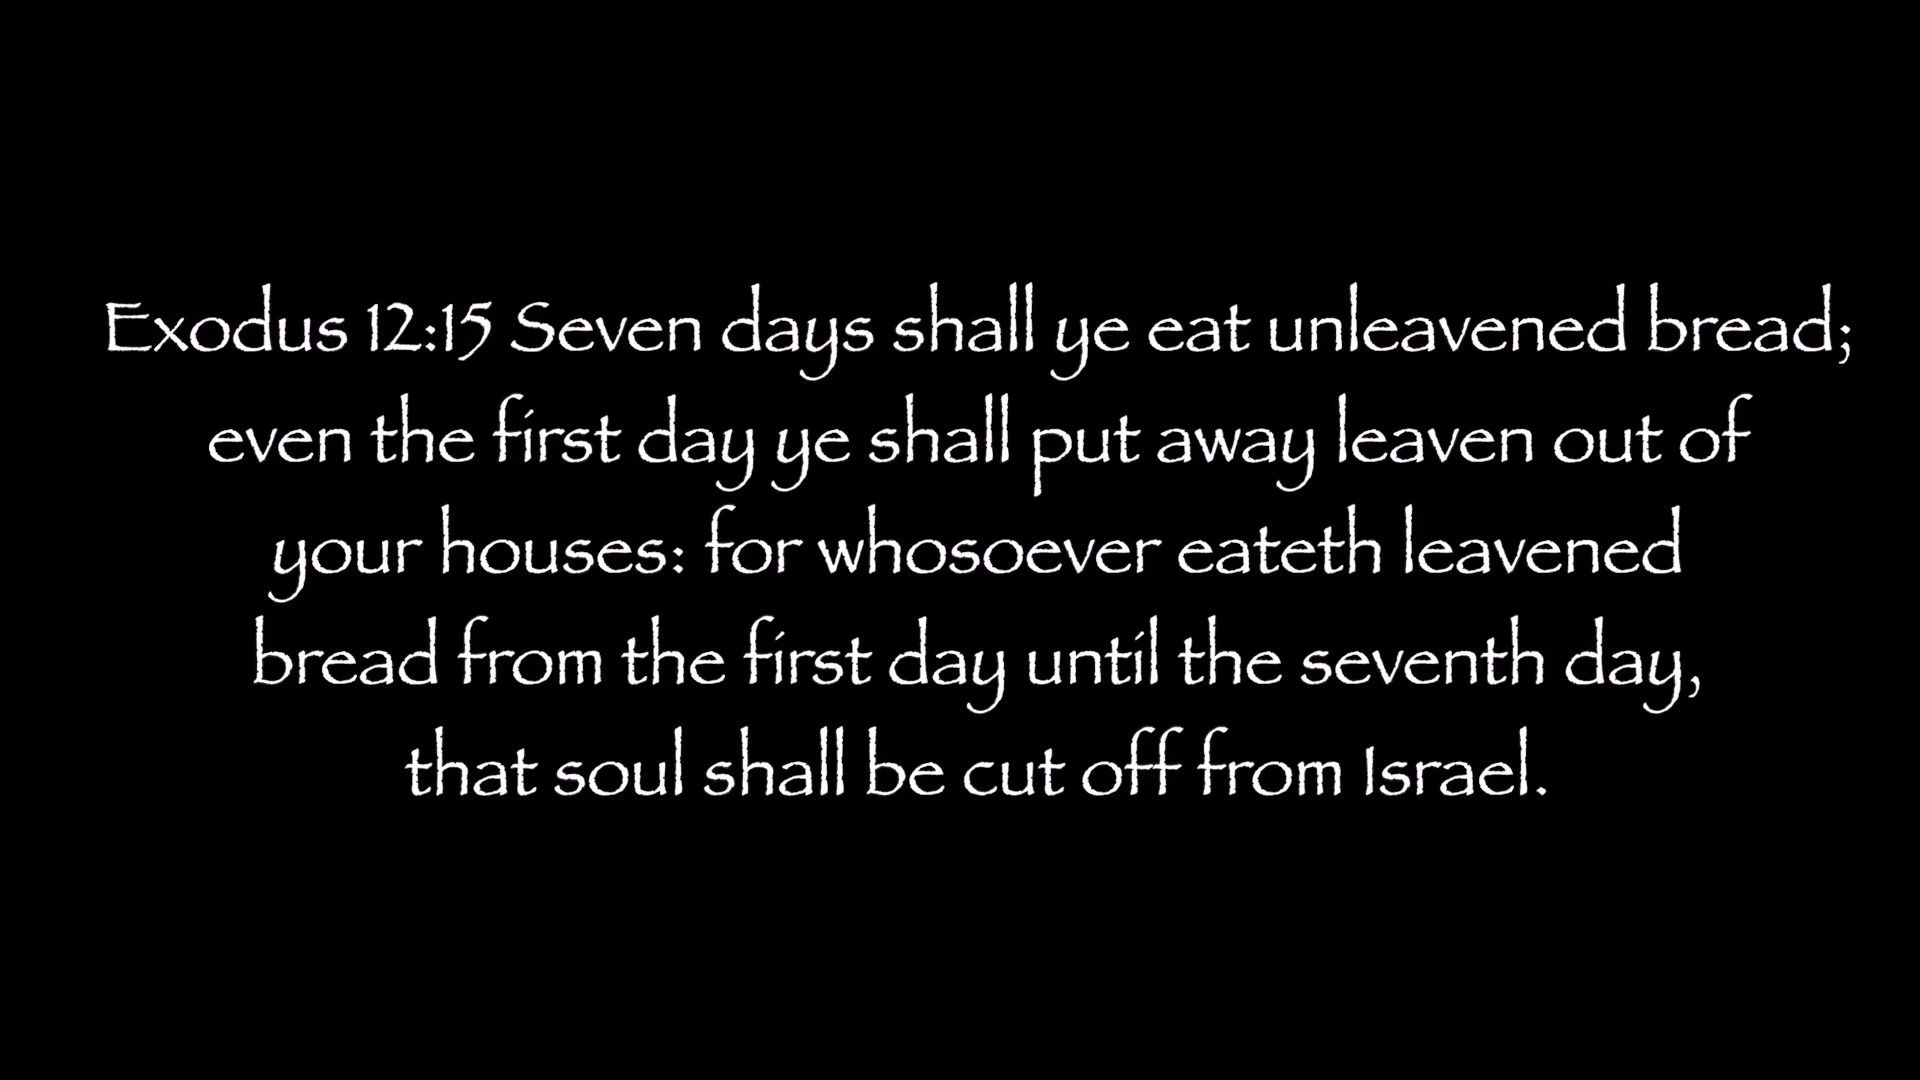 Exodus 12:15 Seven days shall ye eat unleavened bread;
even the first day ye shall put away leaven out of
your houses: for whosoever eateth leavened
bread from the first day until the seventh day,
that soul shall be cut off from Israel.